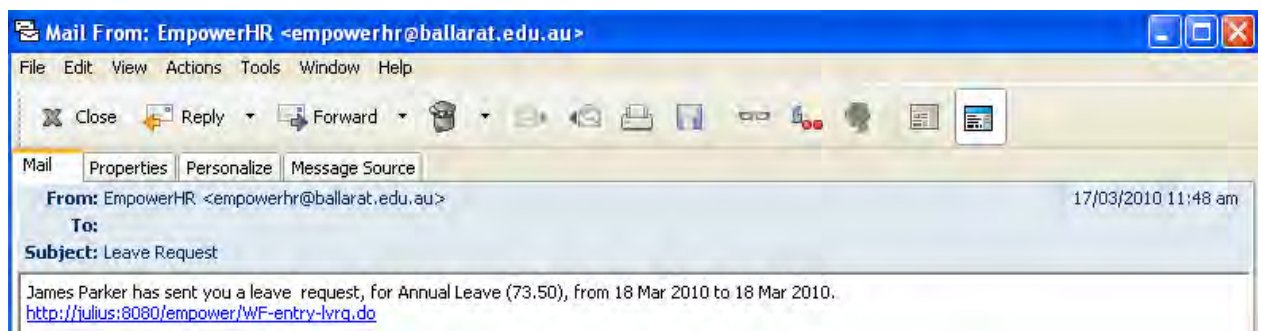 Mail From: EmpowerHR <empowerhr@ballarat.edu.au>
File Edit View Actions Tools Window Help
Close Reply Forward
Mail Properties Personalize Message Source
From: EmpowerHR <empowerhr@ballarat.edu.au> 17/03/2010 11:48 am
To:
Subject: Leave Request
James Parker has sent you a leave request, for Annual Leave (73.50), from 18 Mar 2010 to 18 Mar 2010.
http://julius:8080/empower/WF-entry-lvrq.do